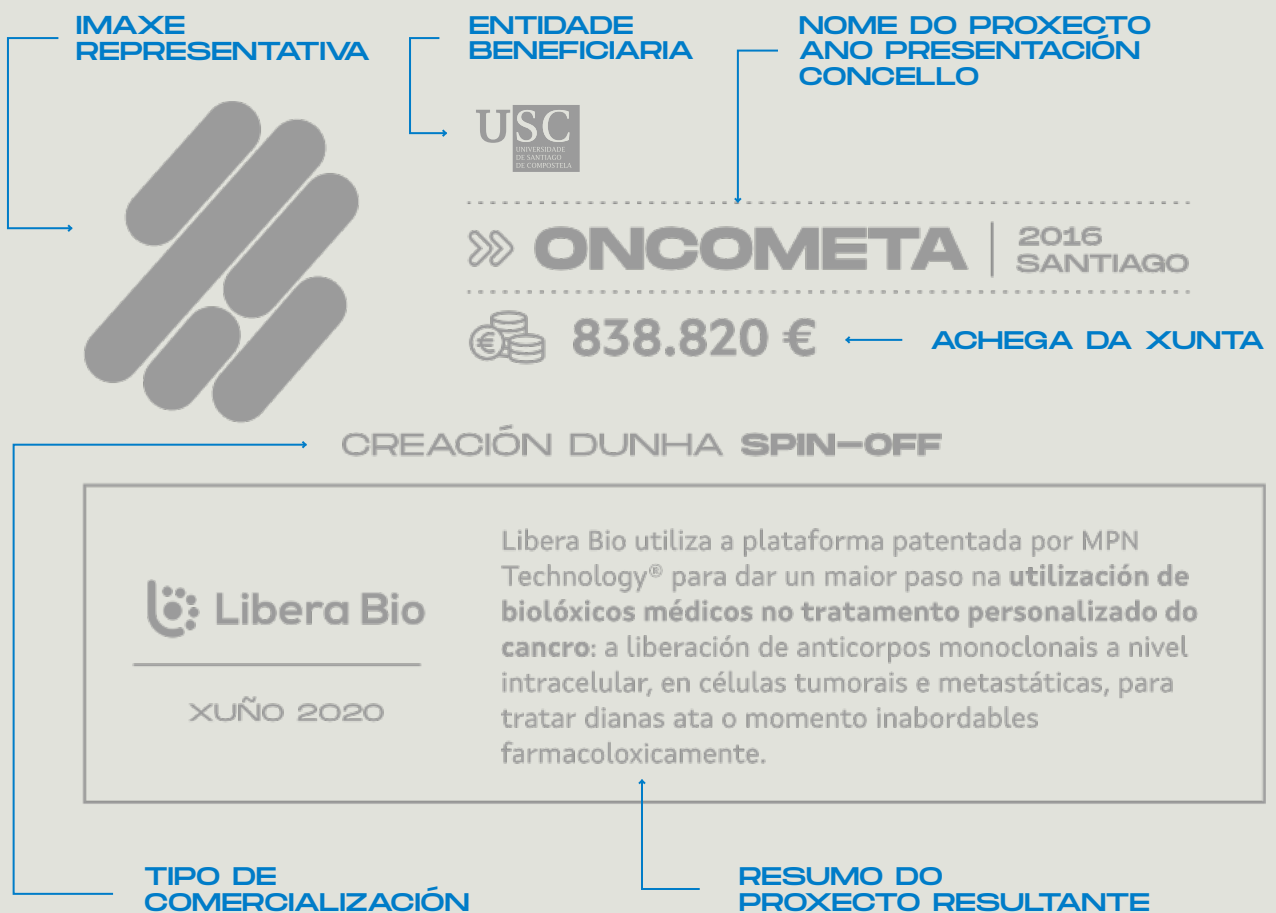 IMAXE
REPRESENTATIVA
ENTIDADE
BENEFICIARIA
NOME DO PROXECTO
ANO PRESENTACIÓN
CONCELLO
USC
UNIVERSIDADE
DE SANTIAGO
DE COMPOSTELA
ONCOMETA
2016
SANTIAGO
838.820 €
ACHEGA DA XUNTA
CREACIÓN DUNHA SPIN-OFF
Libera Bio
XUÑO 2020
Libera Bio utiliza a plataforma patentada por MPN
Technology® para dar un maior paso na utilización de
biolóxicos médicos no tratamento personalizado do
cancro: a liberación de anticorpos monoclonais a nivel
intracelular, en células tumorais e metastáticas, para
tratar dianas ata o momento inabordables
farmacoloxicamente.
TIPO DE
COMERCIALIZACIÓN
RESUMO DO
PROXECTO RESULTANTE